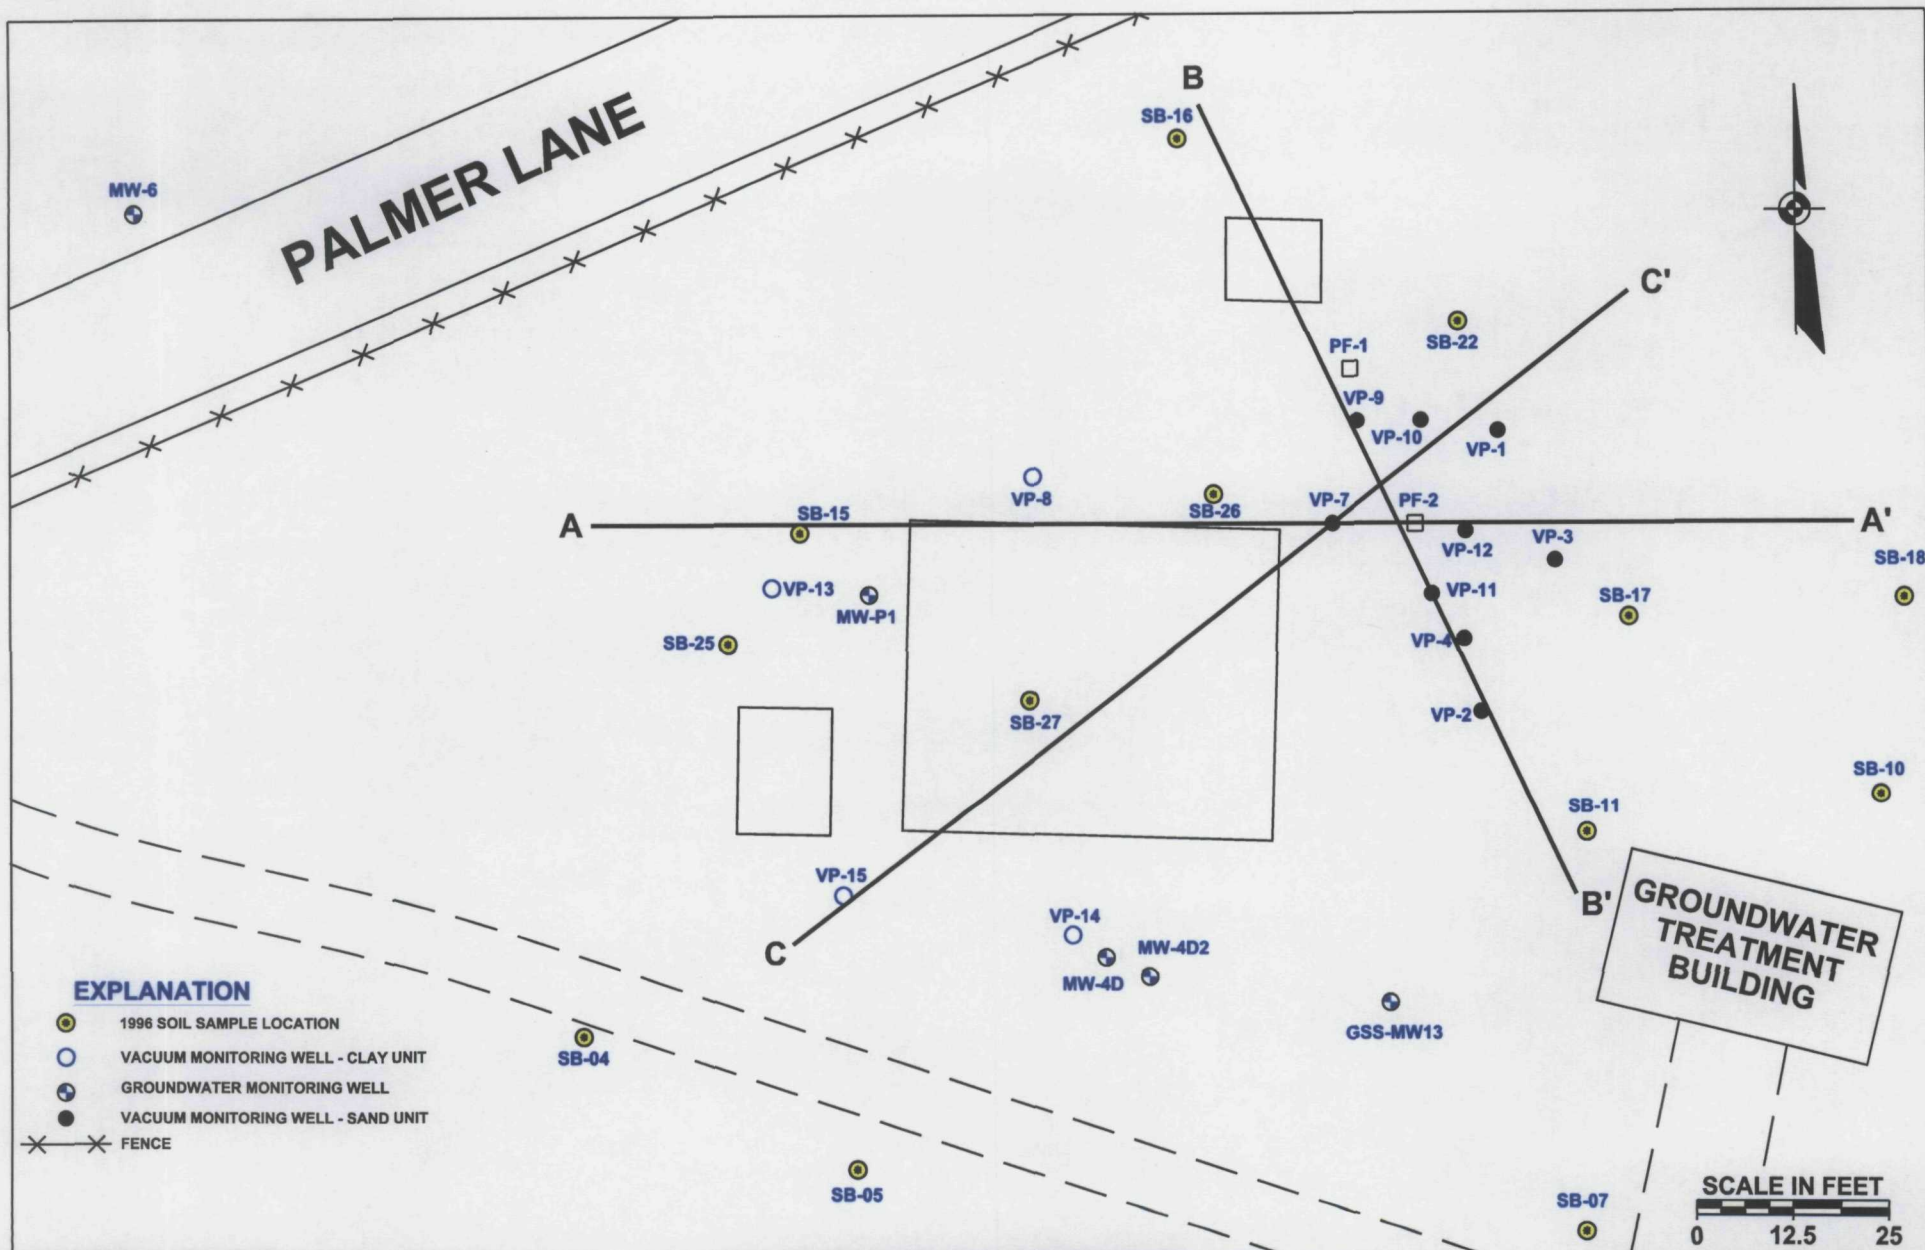 B
SB-16
PALMER LANE
MW-6
C'
SB-22
PF-1
VP-9
VP-10
VP-1
VP-8
SB-26
VP-7
PF-2
A
SB-15
A'
VP-12
VP-3
SB-18
VP-13
MW-P1
VP-11
SB-17
SB-25
VP-4
SB-27
VP-2
SB-10
SB-11
VP-15
B'
GROUNDWATER
TREATMENT
BUILDING
VP-14
C
MW-4D2
MW-4D
GSS-MW13
EXPLANATION
1996 SOIL SAMPLE LOCATION
VACUUM MONITORING WELL - CLAY UNIT
GROUNDWATER MONITORING WELL
VACUUM MONITORING WELL - SAND UNIT
FENCE
SB-04
SB-05
SB-07
SCALE IN FEET
0 12.5 25